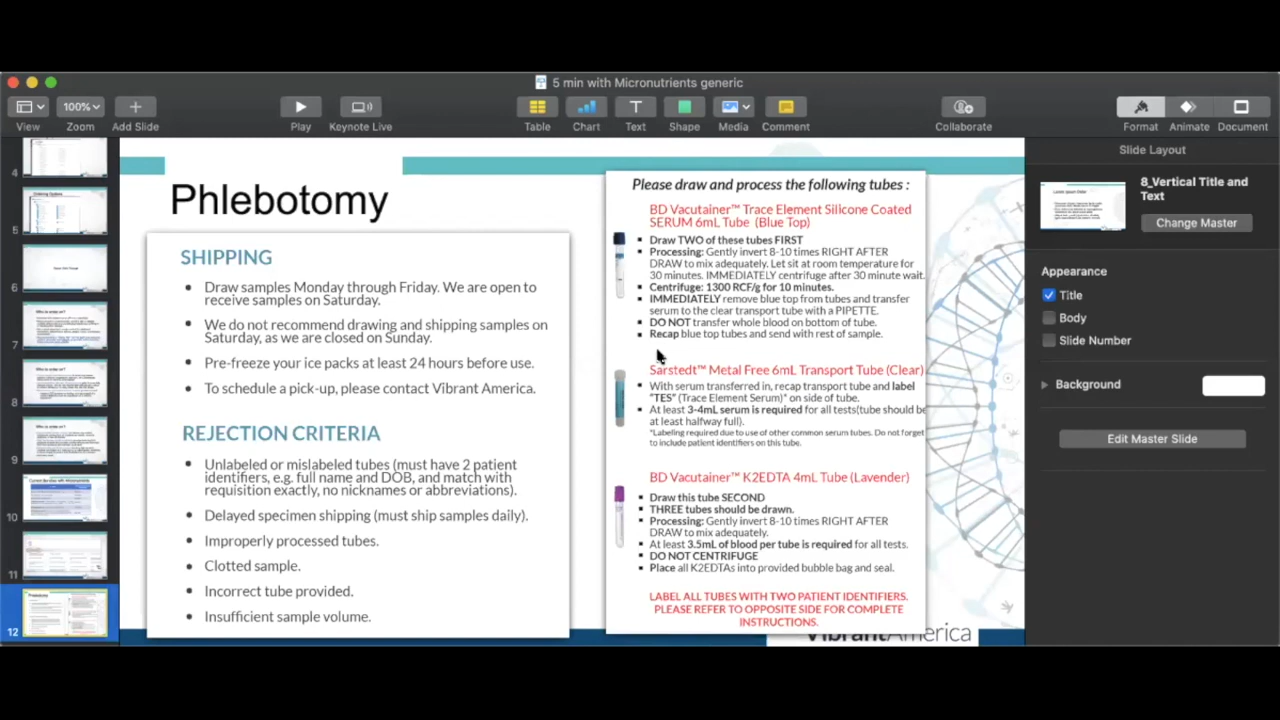 5 min with Micronutrients generic
View
100%
Zoom
Add Slide
Play
Keynote Live
Table
Chart
Text
Shape
Media
Comment
Collaborate
Format
Animate
Document
4
5
6
7
8
9
10
11
12
Phlebotomy
SHIPPING
• Draw samples Monday through Friday. We are open to
receive samples on Saturday.
• We do not recommend drawing and shipping samples on
Saturday, as we are closed on Sunday.
• Pre-freeze your ice packs at least 24 hours before use.
• To schedule a pick-up, please contact Vibrant America.
REJECTION CRITERIA
• Unlabeled or mislabeled tubes (must have 2 patient
identifiers, e.g. full name and DOB, and match with
requisition exactly, no nicknames or abbreviations).
• Delayed specimen shipping (must ship samples daily).
• Improperly processed tubes.
• Clotted sample.
• Incorrect tube provided.
• Insufficient sample volume.
Please draw and process the following tubes :
BD Vacutainer™ Trace Element Silicone Coated
SERUM 6mL Tube (Blue Top)
▪ Draw TWO of these tubes FIRST
▪ Processing: Gently invert 8-10 times RIGHT AFTER
DRAW to mix adequately. Let sit at room temperature for
30 minutes. IMMEDIATELY centrifuge after 30 minute wait.
▪ Centrifuge: 1300 RCF/g for 10 minutes.
▪ IMMEDIATELY remove blue top from tubes and transfer
serum to the clear transport tube with a PIPETTE.
▪ DO NOT transfer whole blood on bottom of tube.
▪ Recap blue top tubes and send with rest of sample.
Sarstedt™ Metal Free 6mL Transport Tube (Clear)
▪ With serum transferred in, recap transport tube and label
"TES" (Trace Element Serum)* on side of tube.
▪ At least 3-4mL serum is required for all tests(tube should be
at least halfway full).
*Labeling required due to use of other common serum tubes. Do not forget
to include patient identifiers on this tube.
BD Vacutainer™ K2EDTA 4mL Tube (Lavender)
▪ Draw this tube SECOND
▪ THREE tubes should be drawn.
▪ Processing: Gently invert 8-10 times RIGHT AFTER
DRAW to mix adequately.
▪ At least 3.5mL of blood per tube is required for all tests.
▪ DO NOT CENTRIFUGE
▪ Place all K2EDTAs into provided bubble bag and seal.
LABEL ALL TUBES WITH TWO PATIENT IDENTIFIERS.
PLEASE REFER TO OPPOSITE SIDE FOR COMPLETE
INSTRUCTIONS.
VibrantAmerica
Slide Layout
8_Vertical Title and
Text
Change Master
Appearance
Title
Body
Slide Number
Background
Edit Master Slide